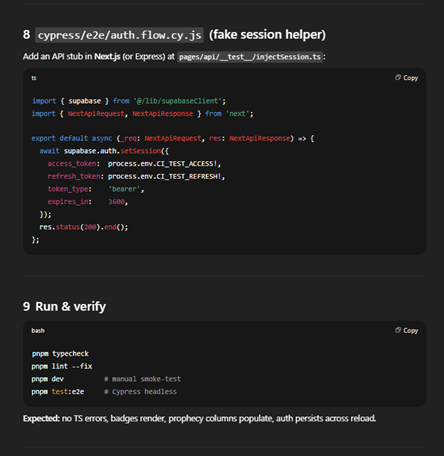 8 cypress/e2e/auth.flow.cy.js (fake session helper)
Add an API stub in Next.js (or Express) at pages/api/__test__/injectSession.ts:
ts
Copy
import { supabase } from '@/lib/supabaseClient';
import { NextApiRequest, NextApiResponse } from 'next';
export default async (_req: NextApiRequest, res: NextApiResponse) => {
await supabase.auth.setSession({
access_token: process.env.CI_TEST_ACCESS!,
refresh_token: process.env.CI_TEST_REFRESH!,
token_type: 'bearer',
expires_in: 3600,
});
res.status(200).end();
};
9 Run & verify
bash
Copy
pnpm typecheck
pnpm lint --fix
pnpm dev # manual smoke-test
pnpm test:e2e # Cypress headless
Expected: no TS errors, badges render, prophecy columns populate, auth persists across reload.